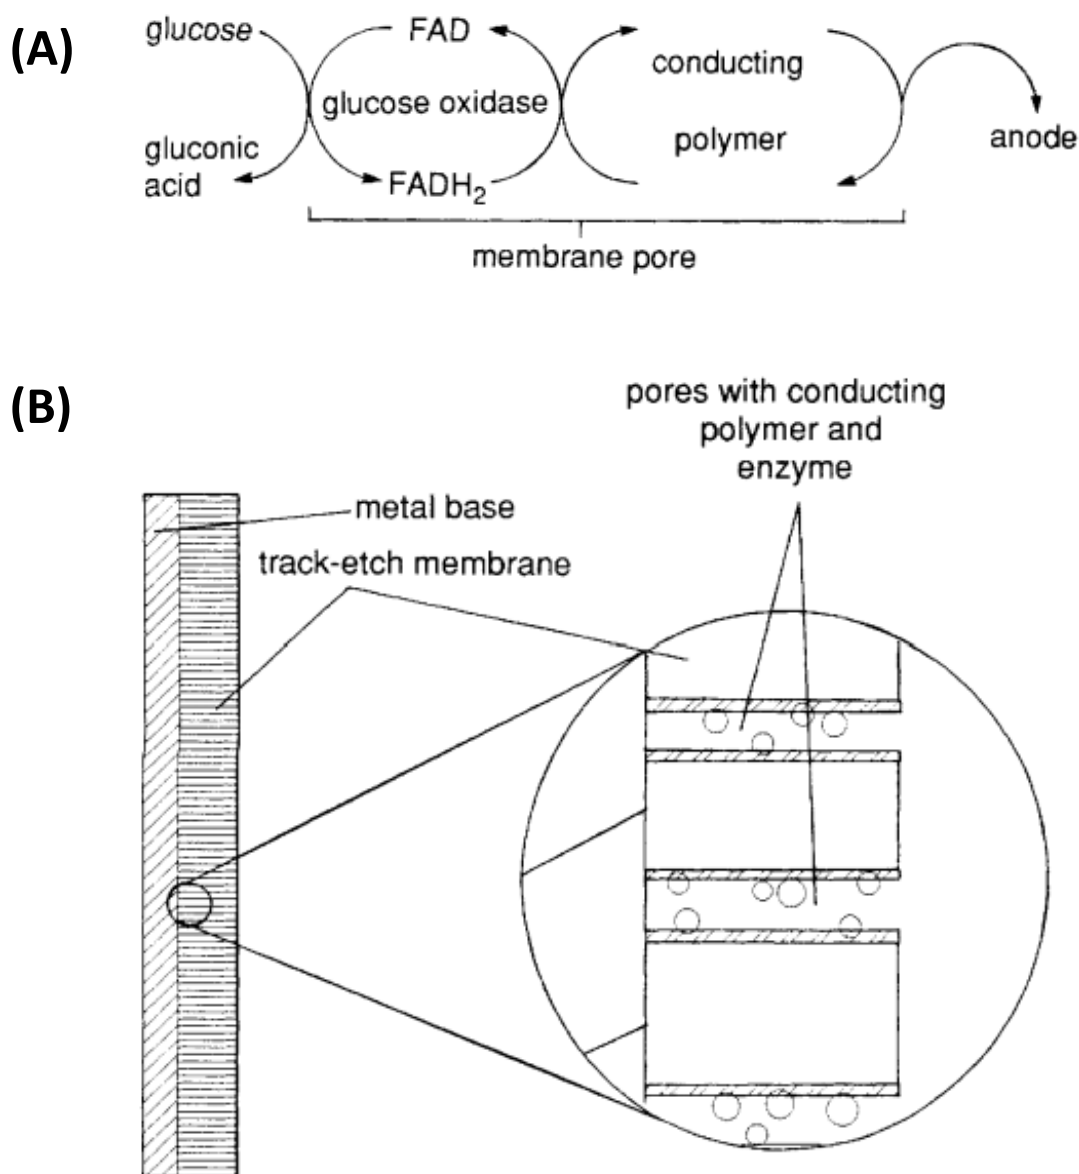 (A)
glucose
FAD
conducting
glucose oxidase
polymer
anode
gluconic
acid
FADH2
membrane pore
(B)
pores with conducting
polymer and
enzyme
metal base
track-etch membrane